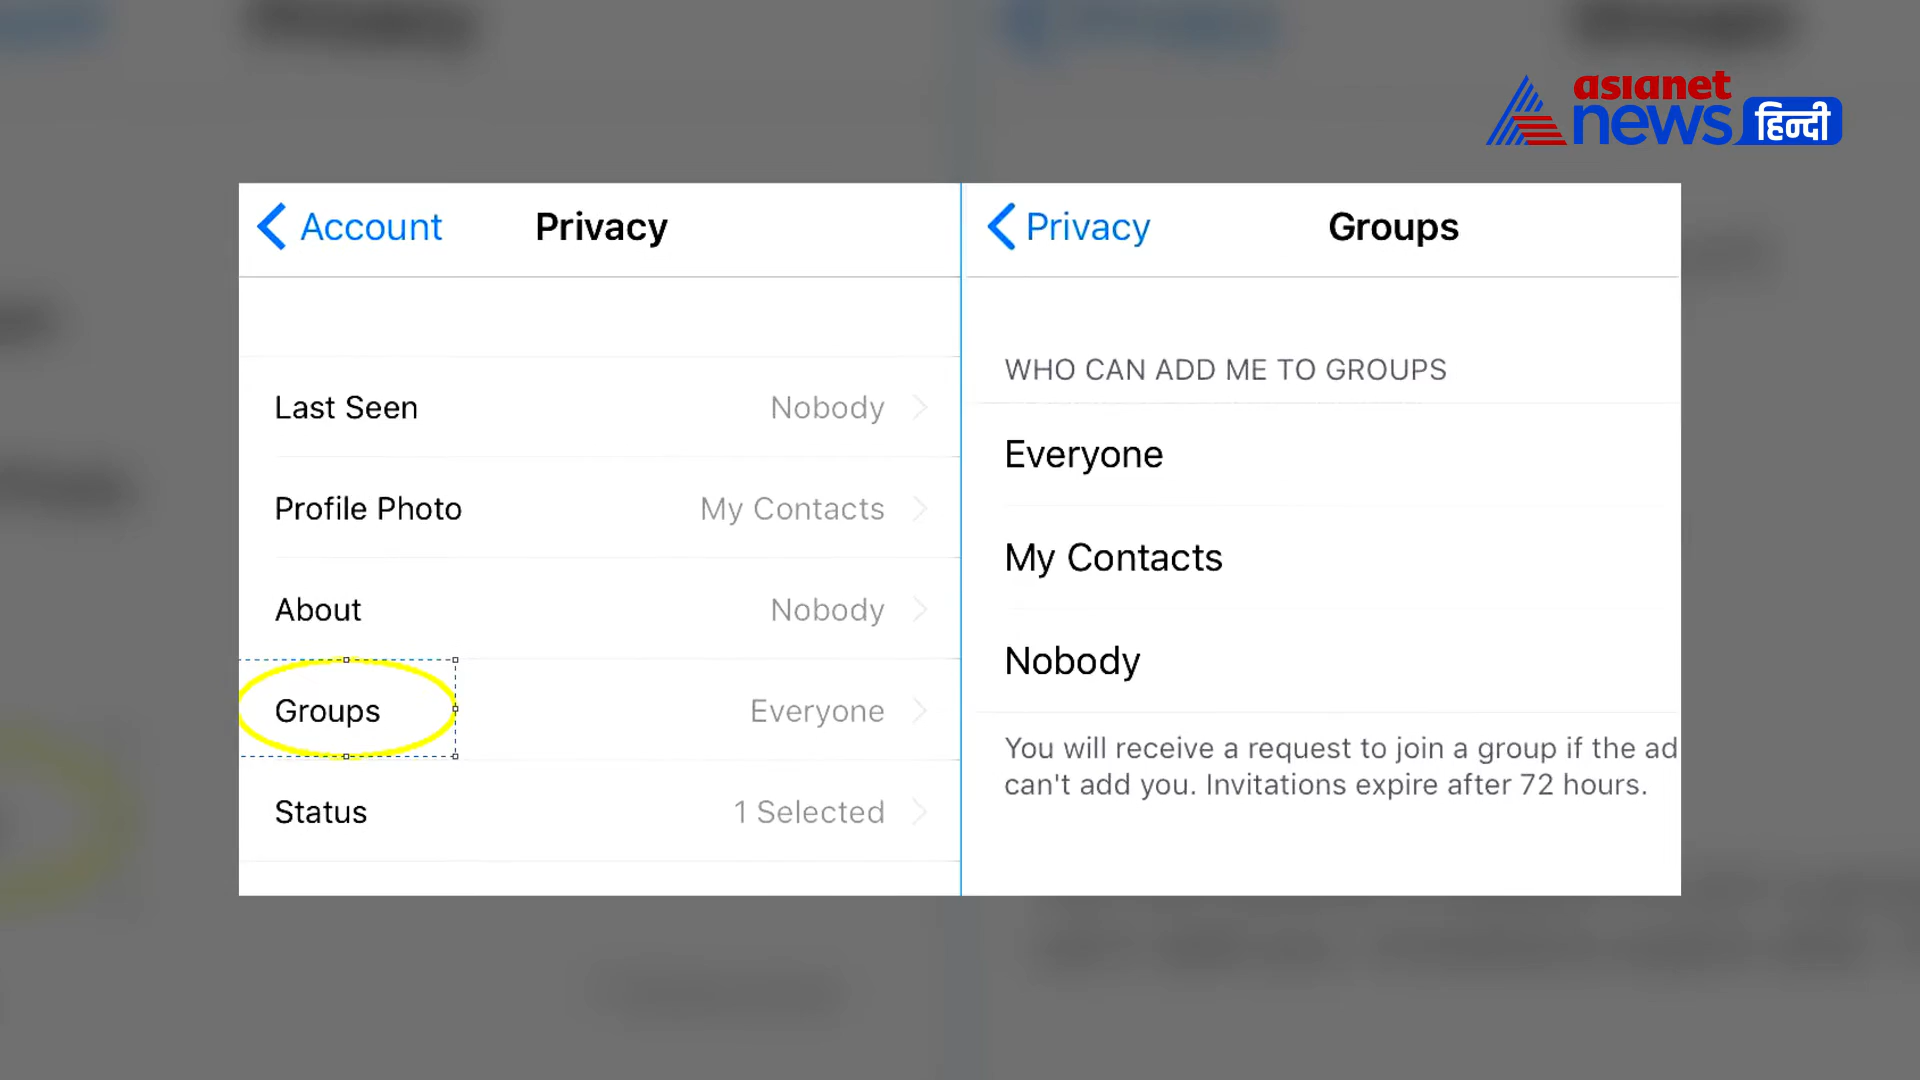 asianet
news हिन्दी
Account
Privacy
Last Seen
Nobody
Profile Photo
My Contacts
About
Nobody
Groups
Everyone
Status
1 Selected
Privacy
Groups
WHO CAN ADD ME TO GROUPS
Everyone
My Contacts
Nobody
You will receive a request to join a group if the ad
can't add you. Invitations expire after 72 hours.